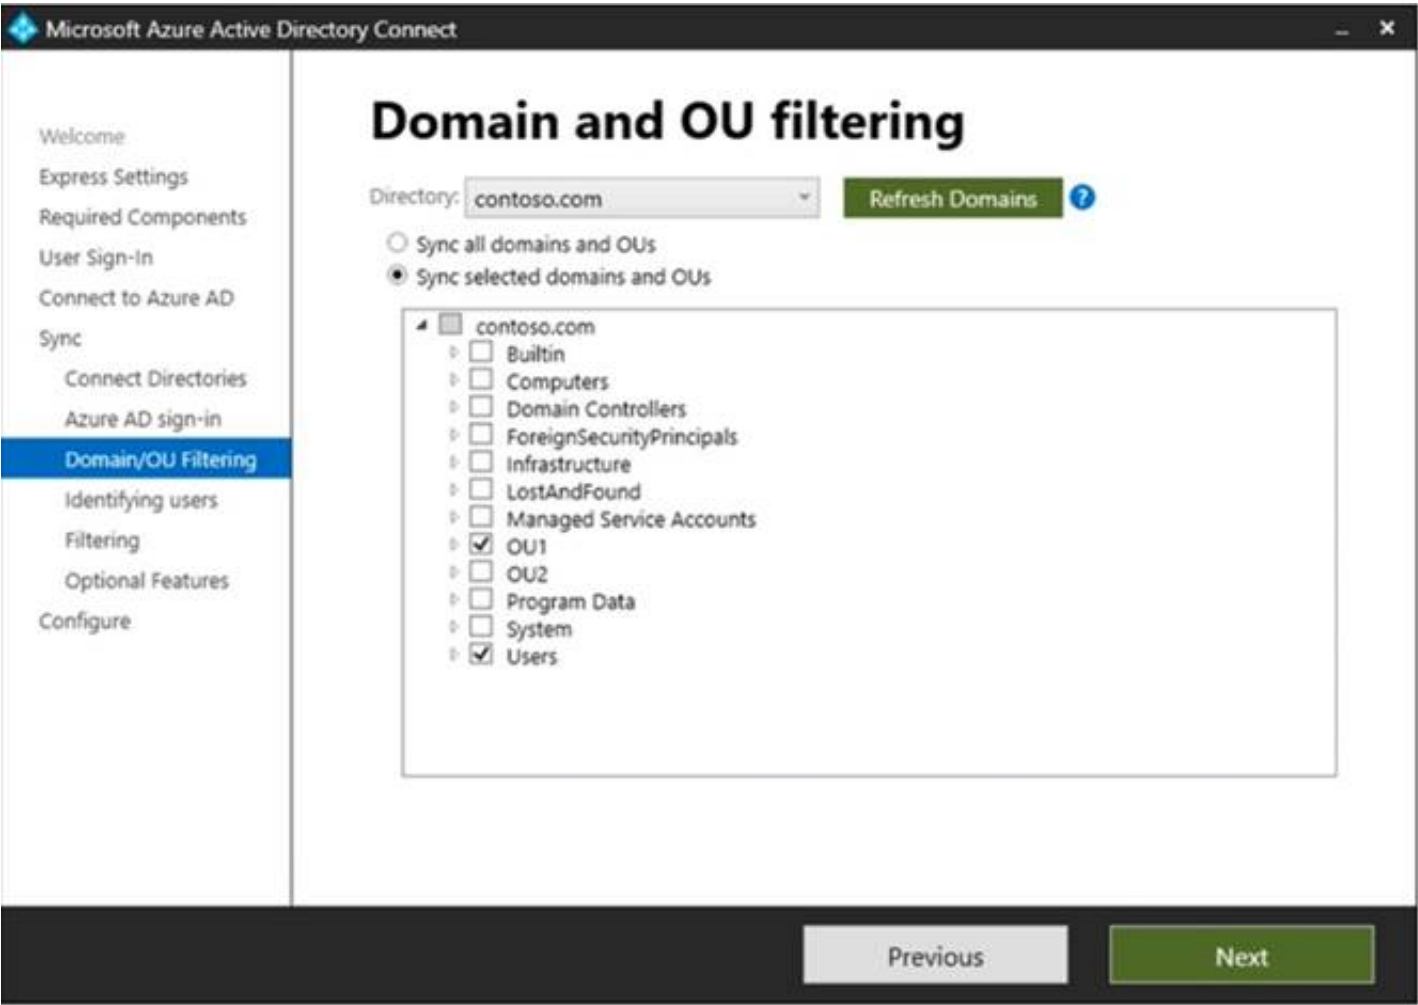 Microsoft Azure Active Directory Connect
Welcome
Express Settings
Required Components
User Sign-In
Connect to Azure AD
Sync
Connect Directories
Azure AD sign-in
Domain/OU Filtering
Identifying users
Filtering
Optional Features
Configure
Domain and OU filtering
Directory: contoso.com Refresh Domains ?
Sync all domains and OUs
Sync selected domains and OUs
contoso.com
Builtin
Computers
Domain Controllers
ForeignSecurityPrincipals
Infrastructure
LostAndFound
Managed Service Accounts
OU1
OU2
Program Data
System
Users
Previous Next